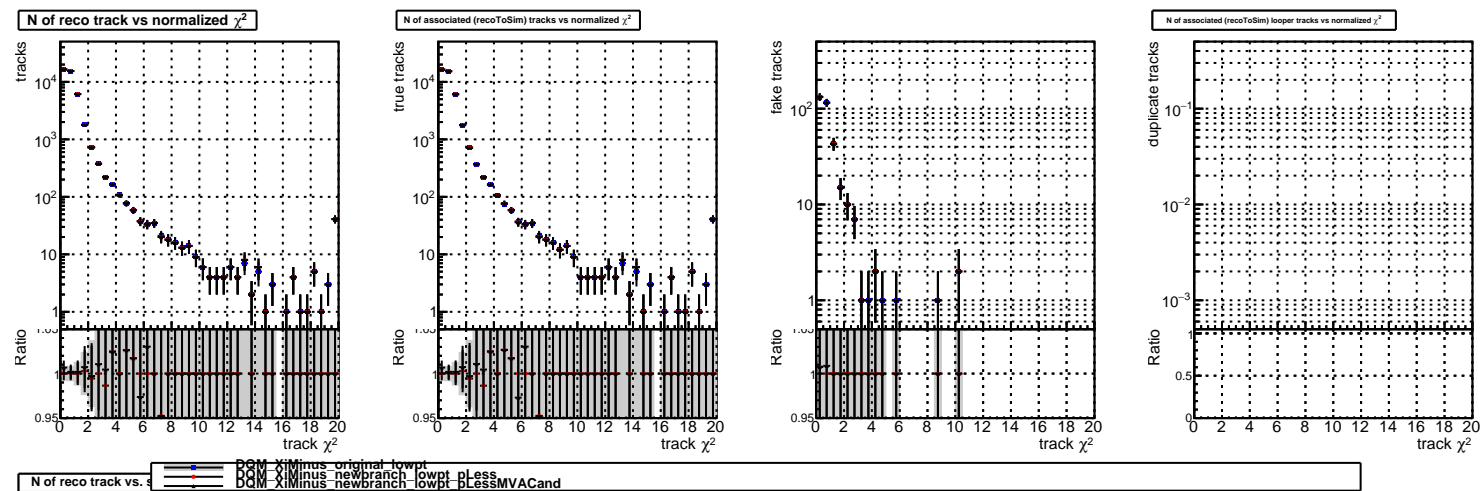 N of reco track vs normalized χ²
N of associated (recoToSim) tracks vs normalized χ²
N of associated (recoToSim) looper tracks vs normalized χ²
tracks
10⁴
10³
10²
10
1
Ratio
1
0.95
0 2 4 6 8 10 12 14 16 18 20
track χ²
true tracks
10⁴
10³
10²
10
1
Ratio
1
0.95
0 2 4 6 8 10 12 14 16 18 20
track χ²
fake tracks
10²
10
1
Ratio
1
0.95
0 2 4 6 8 10 12 14 16 18 20
track χ²
duplicate tracks
10⁻¹
10⁻²
10⁻³
Ratio
1
0.5
0
0 2 4 6 8 10 12 14 16 18 20
track χ²
N of reco track vs.
DQM_XiMinus_original_lowpt
DQM_XiMinus_newbranch_lowpt_pLess
DQM_XiMinus_newbranch_lowpt_pLessMVACand